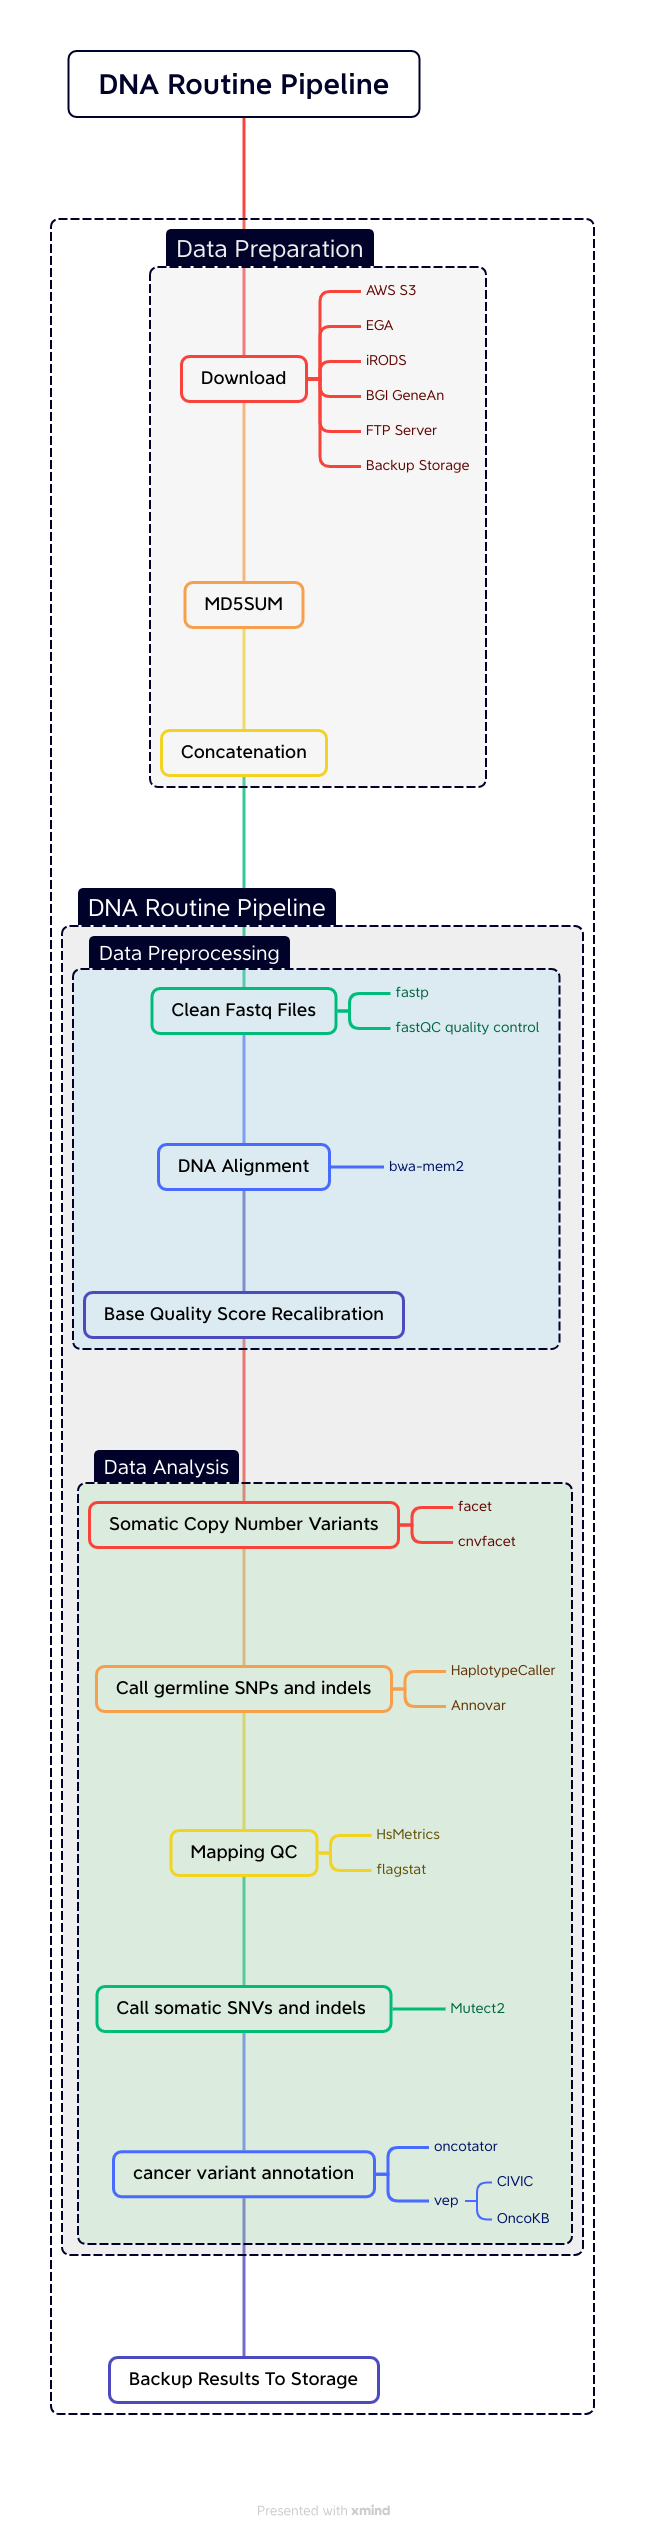 DNA Routine Pipeline
Data Preparation
Download
AWS S3
EGA
iRODS
BGI GeneAn
FTP Server
Backup Storage
MD5SUM
Concatenation
DNA Routine Pipeline
Data Preprocessing
Clean Fastq Files
fastp
fastQC quality control
DNA Alignment
bwa-mem2
Base Quality Score Recalibration
Data Analysis
Somatic Copy Number Variants
facet
cnvfacet
Call germline SNPs and indels
HaplotypeCaller
Annovar
Mapping QC
HsMetrics
flagstat
Call somatic SNVs and indels
Mutect2
cancer variant annotation
oncotator
vep
CIVIC
OncoKB
Backup Results To Storage
Presented with xmind